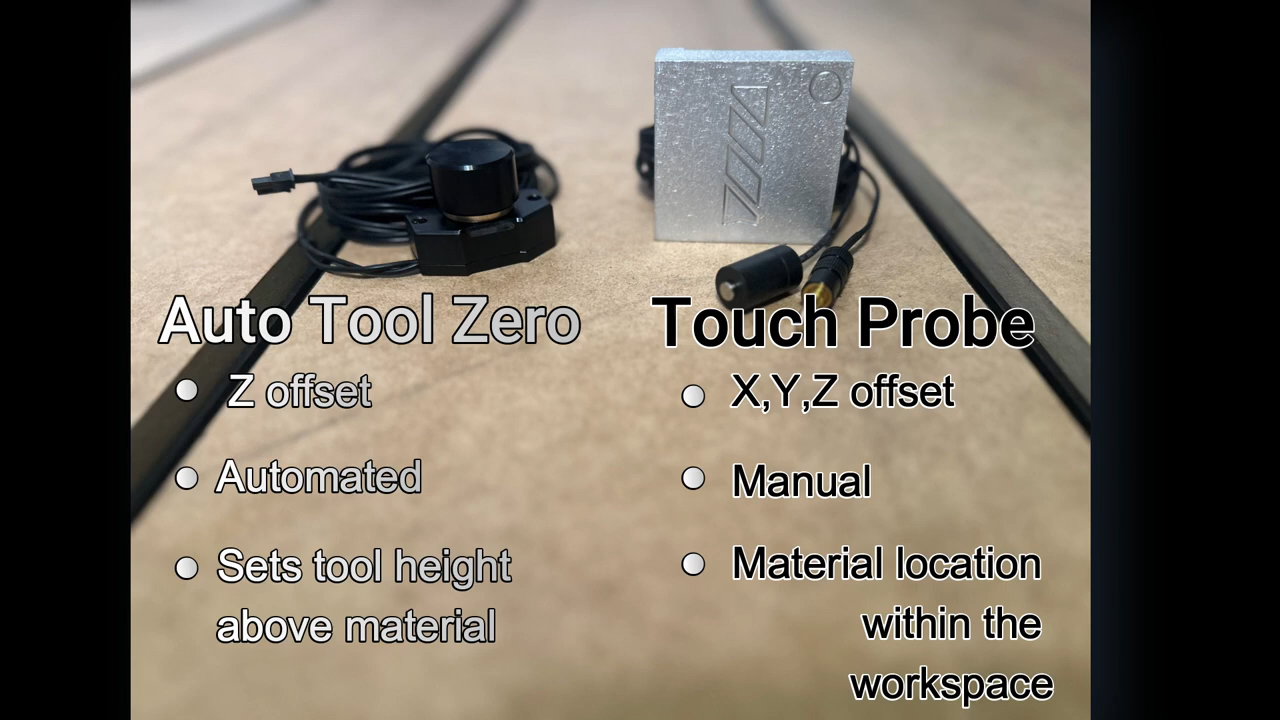 Auto Tool Zero
Z offset
Automated
Sets tool height
above material
Touch Probe
X,Y,Z offset
Manual
Material location
within the
workspace